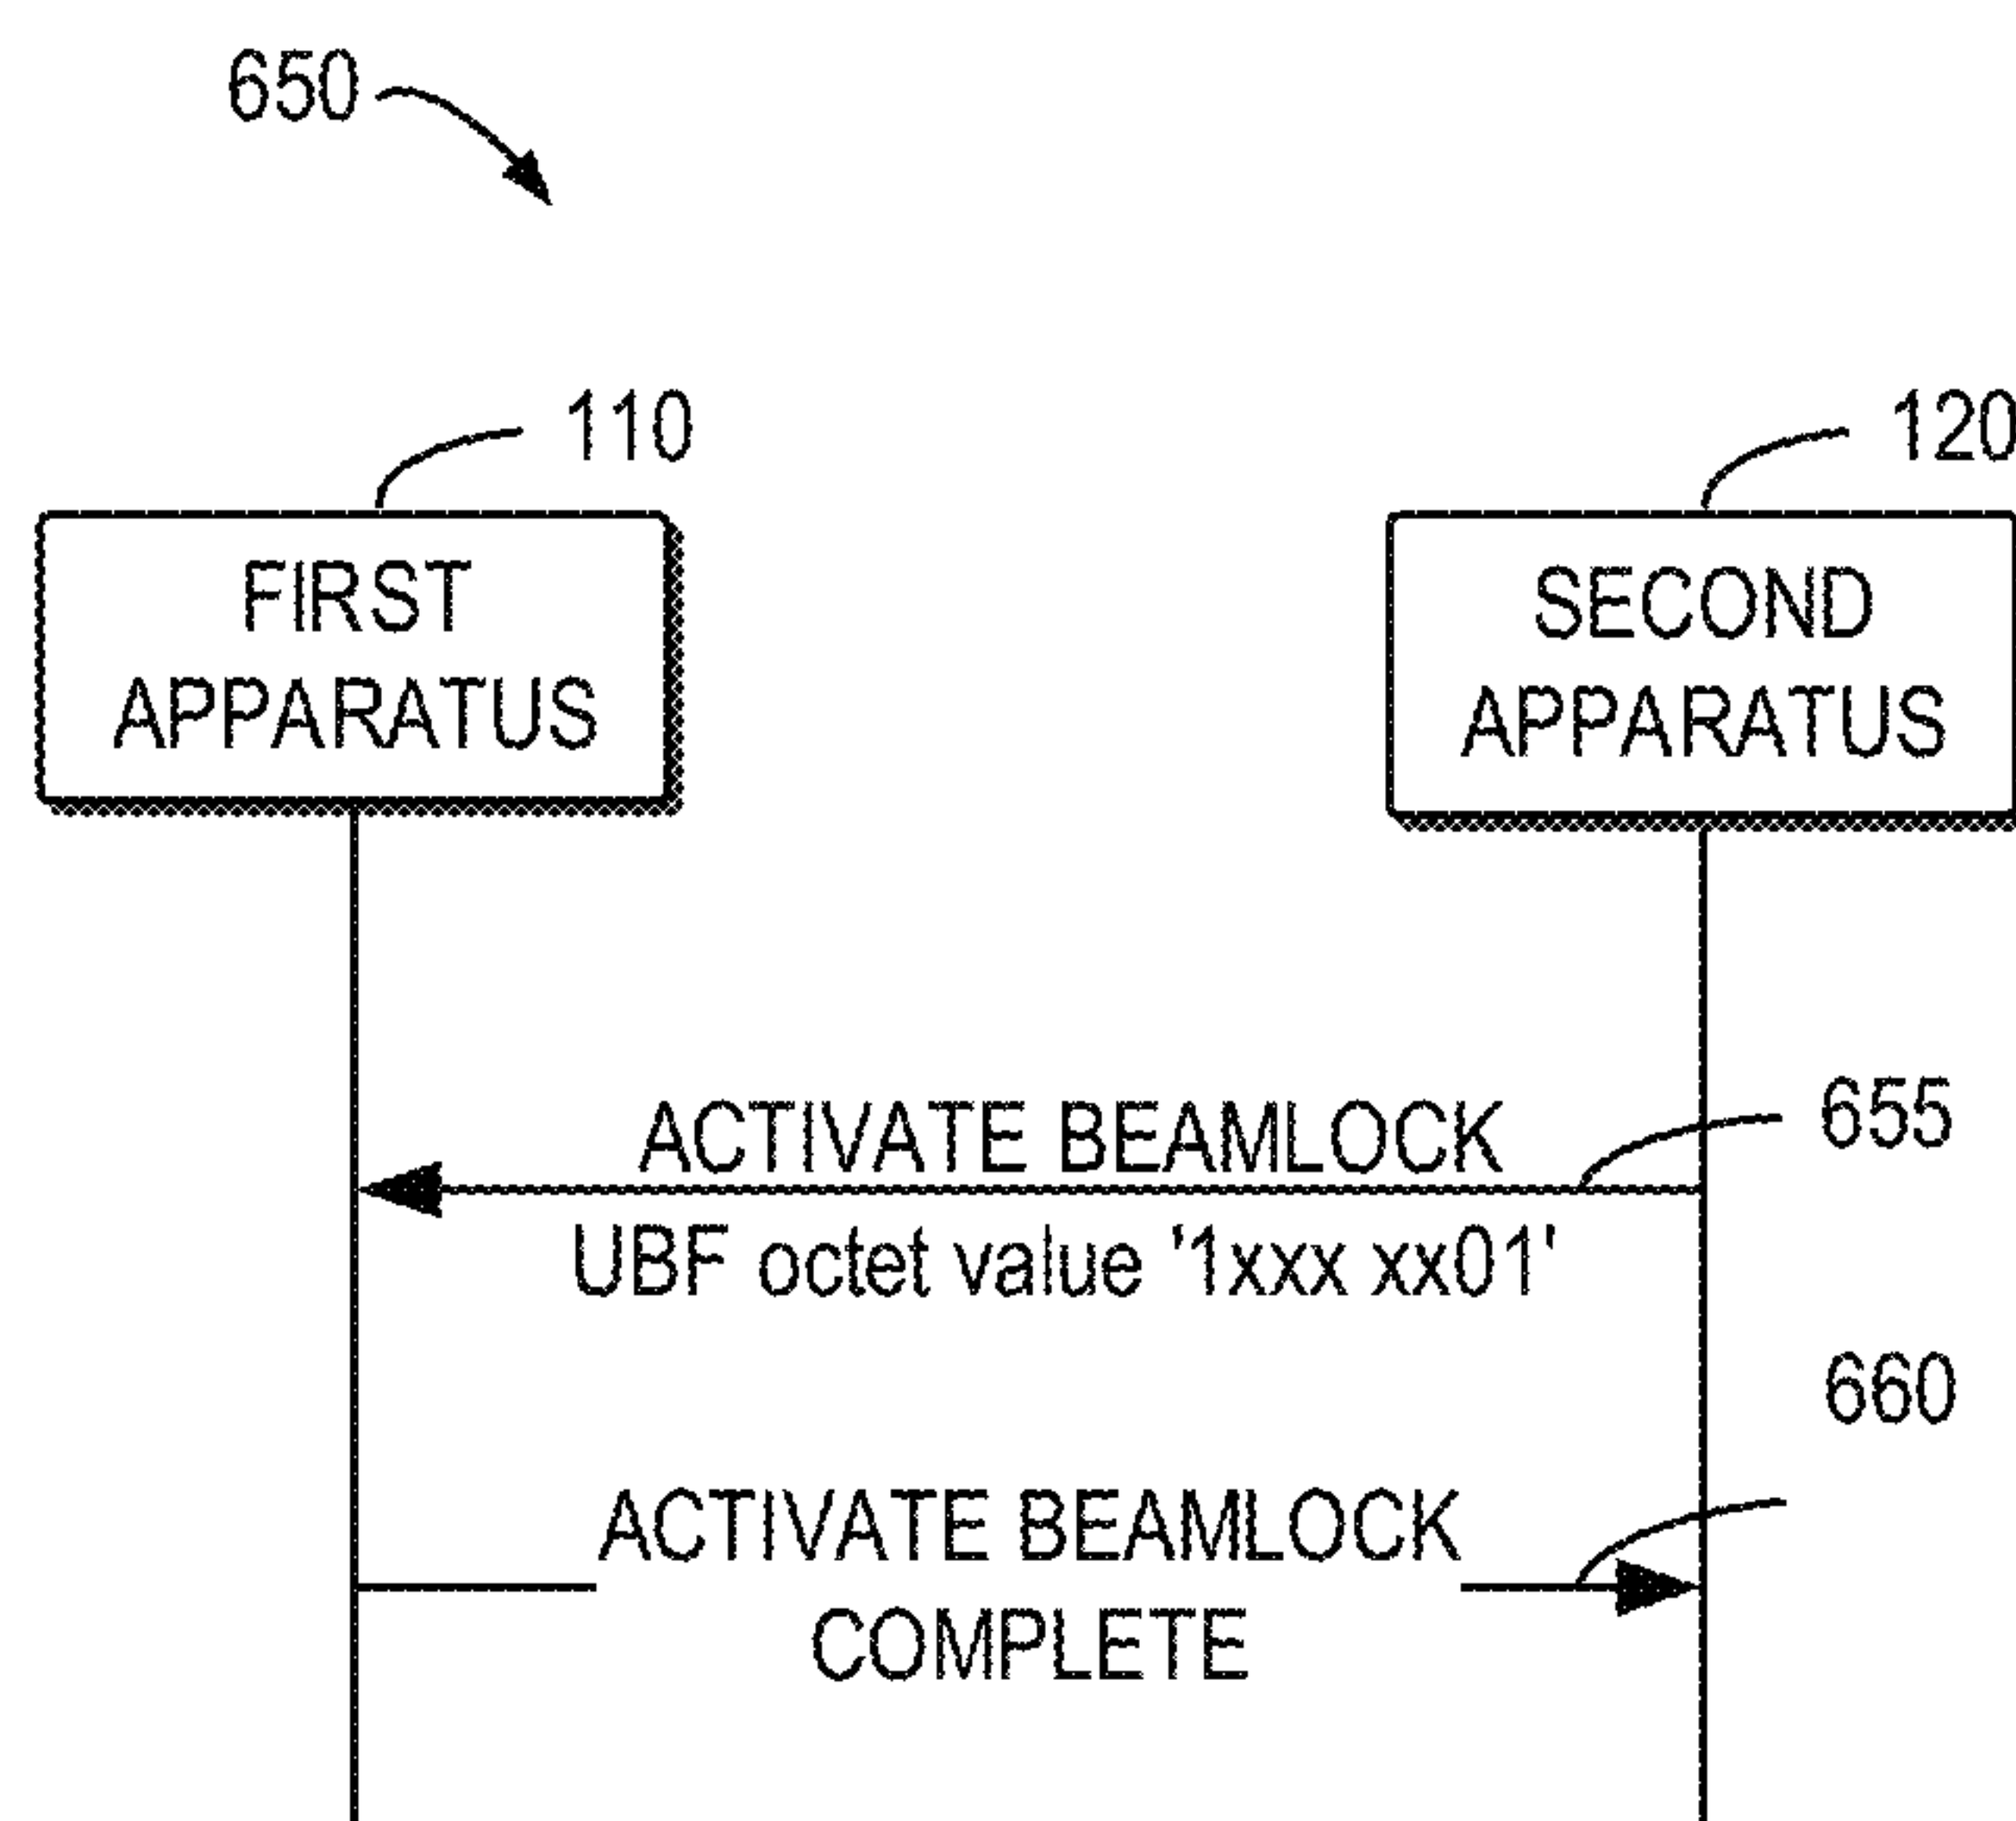 650
110
120
FIRST
APPARATUS
SECOND
APPARATUS
ACTIVATE BEAMLOCK
655
UBF octet value '1xxx xx01'
660
ACTIVATE BEAMLOCK
COMPLETE